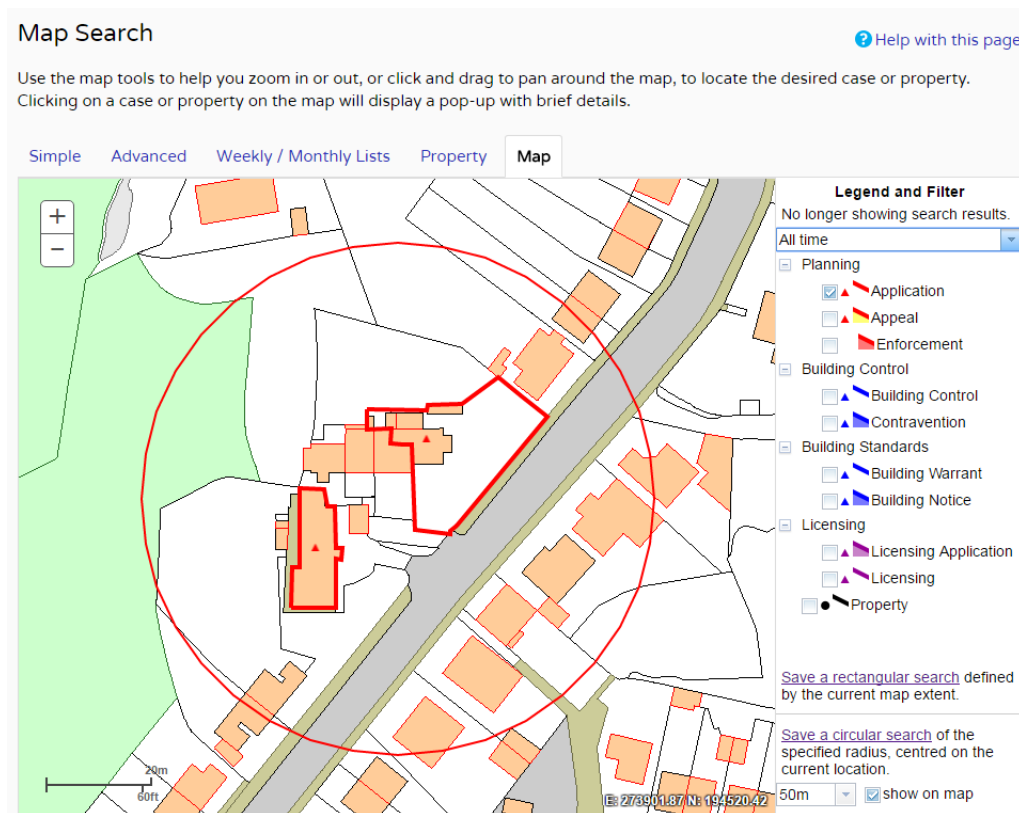 Map Search
Help with this page
Use the map tools to help you zoom in or out, or click and drag to pan around the map, to locate the desired case or property.
Clicking on a case or property on the map will display a pop-up with brief details.
Simple
Advanced
Weekly / Monthly Lists
Property
Map
+
−
20m
60ft
E: 273901.87 N: 194520.42
Legend and Filter
No longer showing search results.
All time
Planning
Application
Appeal
Enforcement
Building Control
Building Control
Contravention
Building Standards
Building Warrant
Building Notice
Licensing
Licensing Application
Licensing
Property
Save a rectangular search defined
by the current map extent.
Save a circular search of the
specified radius, centred on the
current location.
50m
show on map